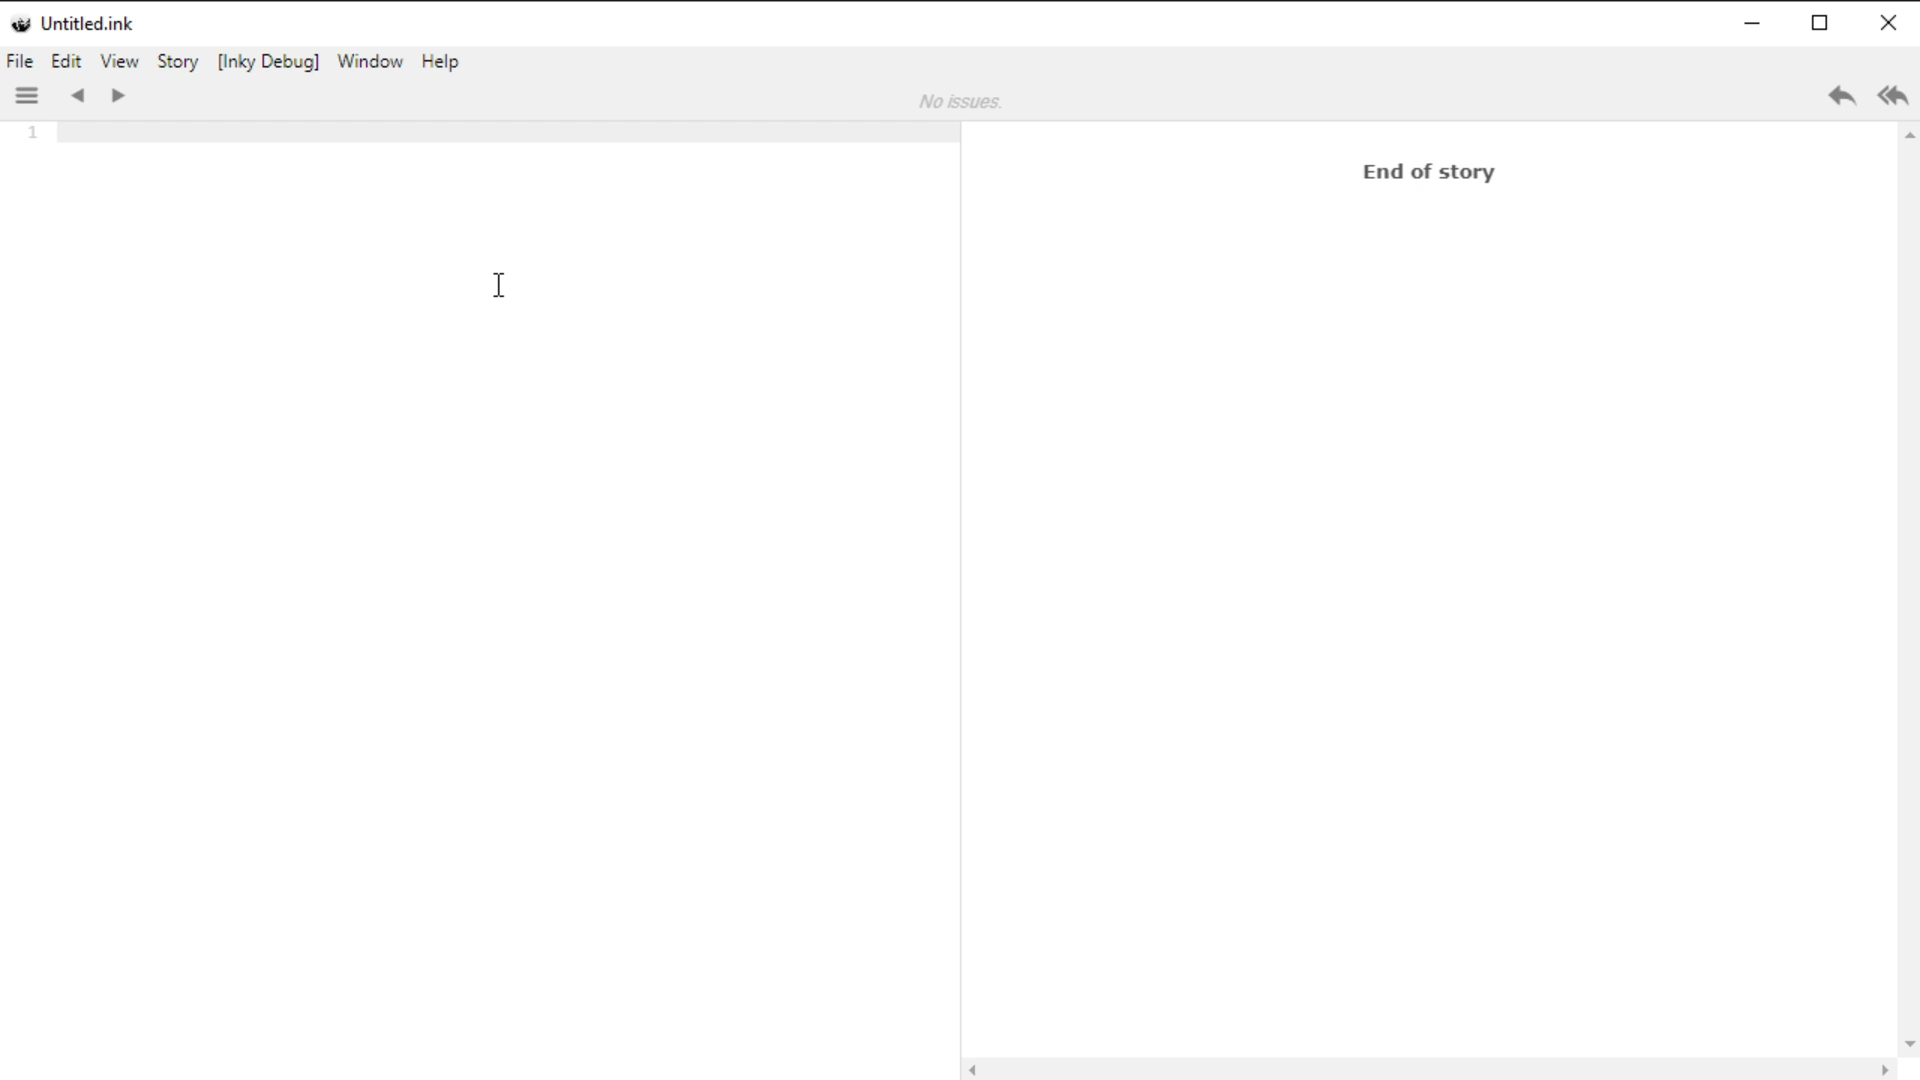 Untitled.ink
File Edit View Story [Inky Debug] Window Help
No issues.
1
End of story